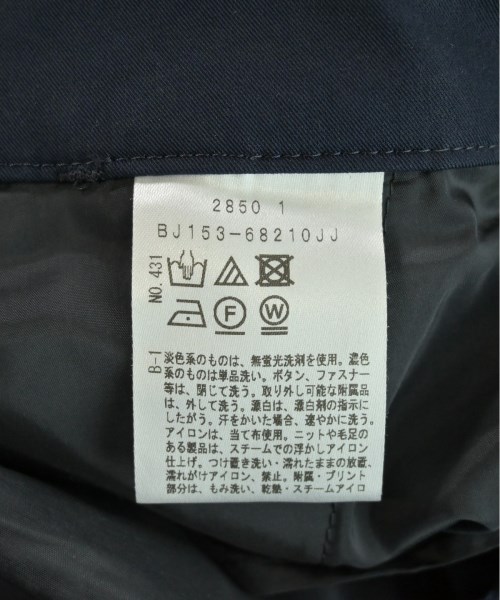 2850 1
BJ153-68210JJ
NO.431
F
W
B-1
淡色系のものは、無蛍光洗剤を使用。濃色
系のものは単品洗い。ボタン、ファスナー
等は、閉じて洗う。取り外し可能な附属品
は、外して洗う。漂白は、漂白剤の指示に
したがう。汗をかいた場合、速やかに洗う。
アイロンは、当て布使用。ニットや毛足の
ある製品は、スチームでの浮かしアイロン
仕上げ。つけ置き洗い・濡れたままの放置、
濡れがけアイロン、禁止。附属・プリント
部分は、もみ洗い、乾塾・スチームアイロ